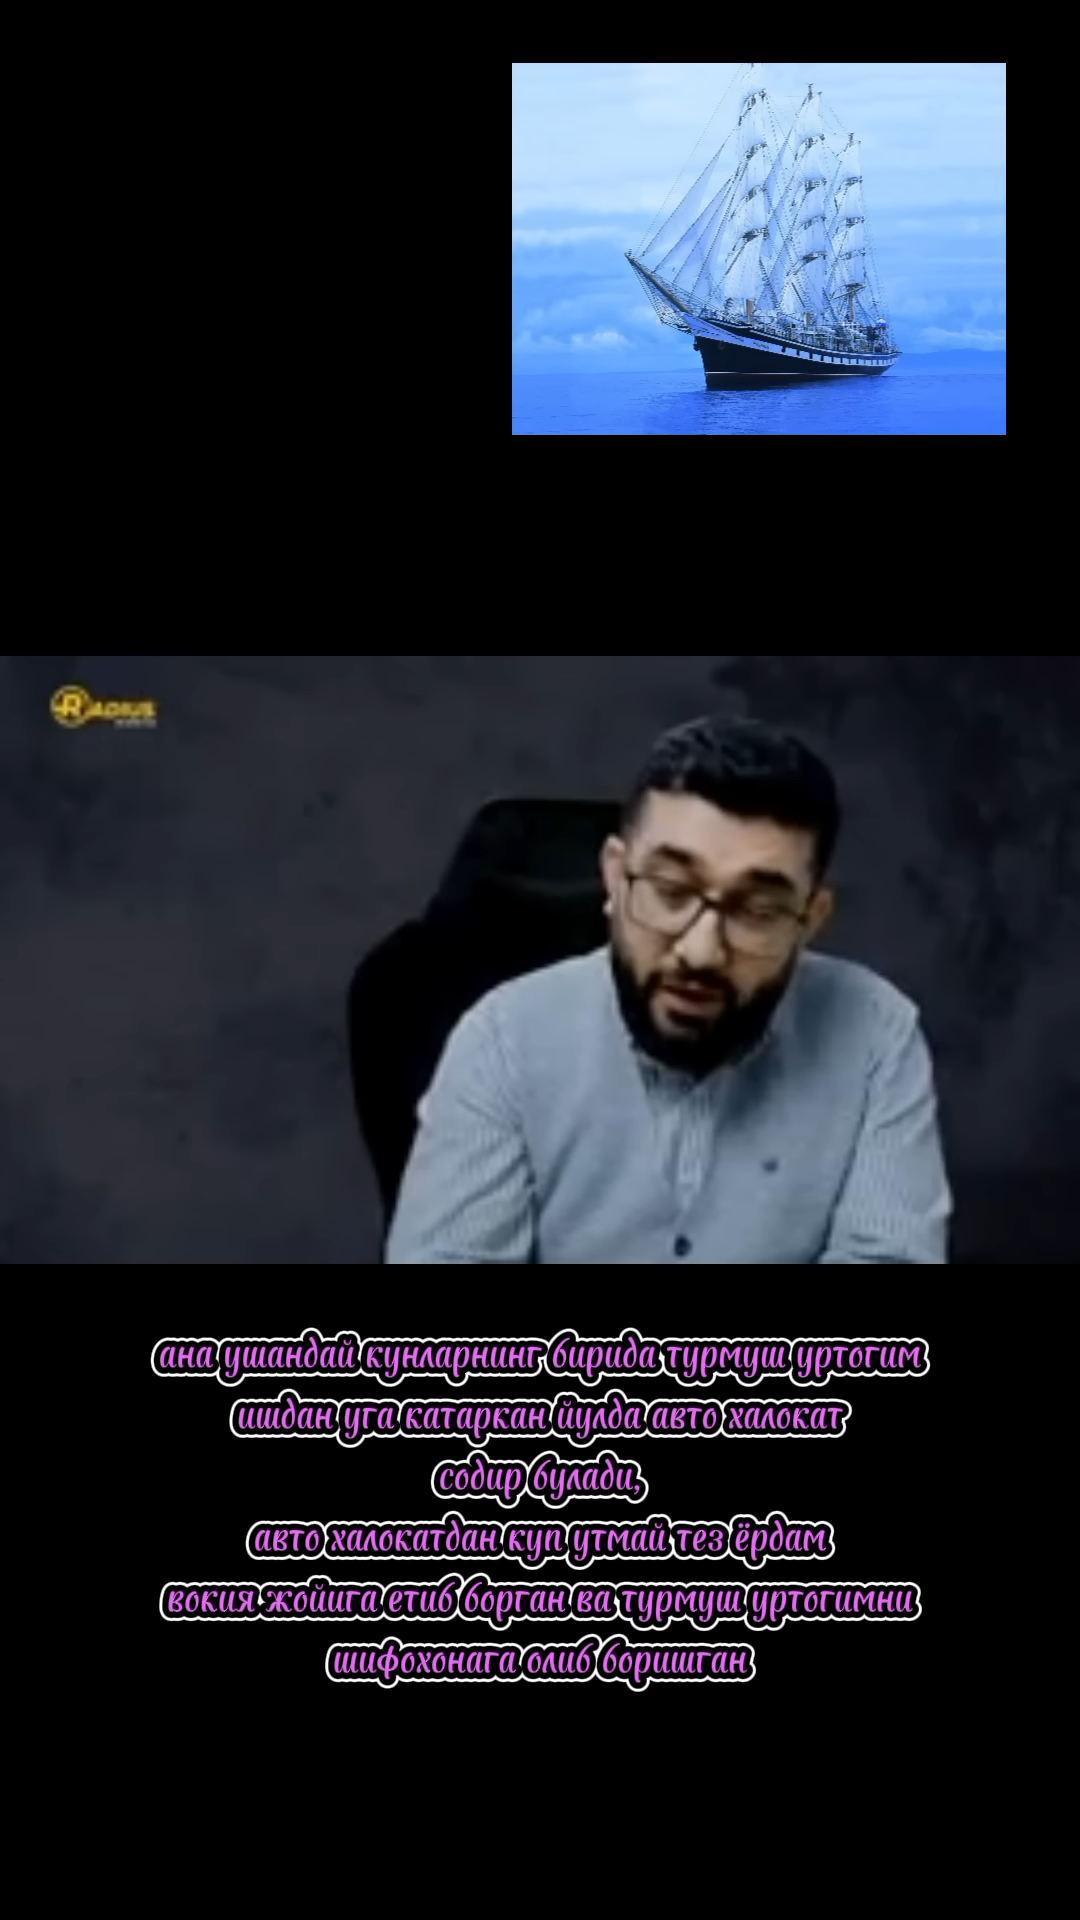 RADIUS
ана ушандай кунларнинг бирида турмуш уртогим
ишдан уга катаркан йулда авто халокат
содир булади,
авто халокатдан куп утмай тез ёрдам
вокия жойига етиб борган ва турмуш уртогимни
шифохонага олиб боришган